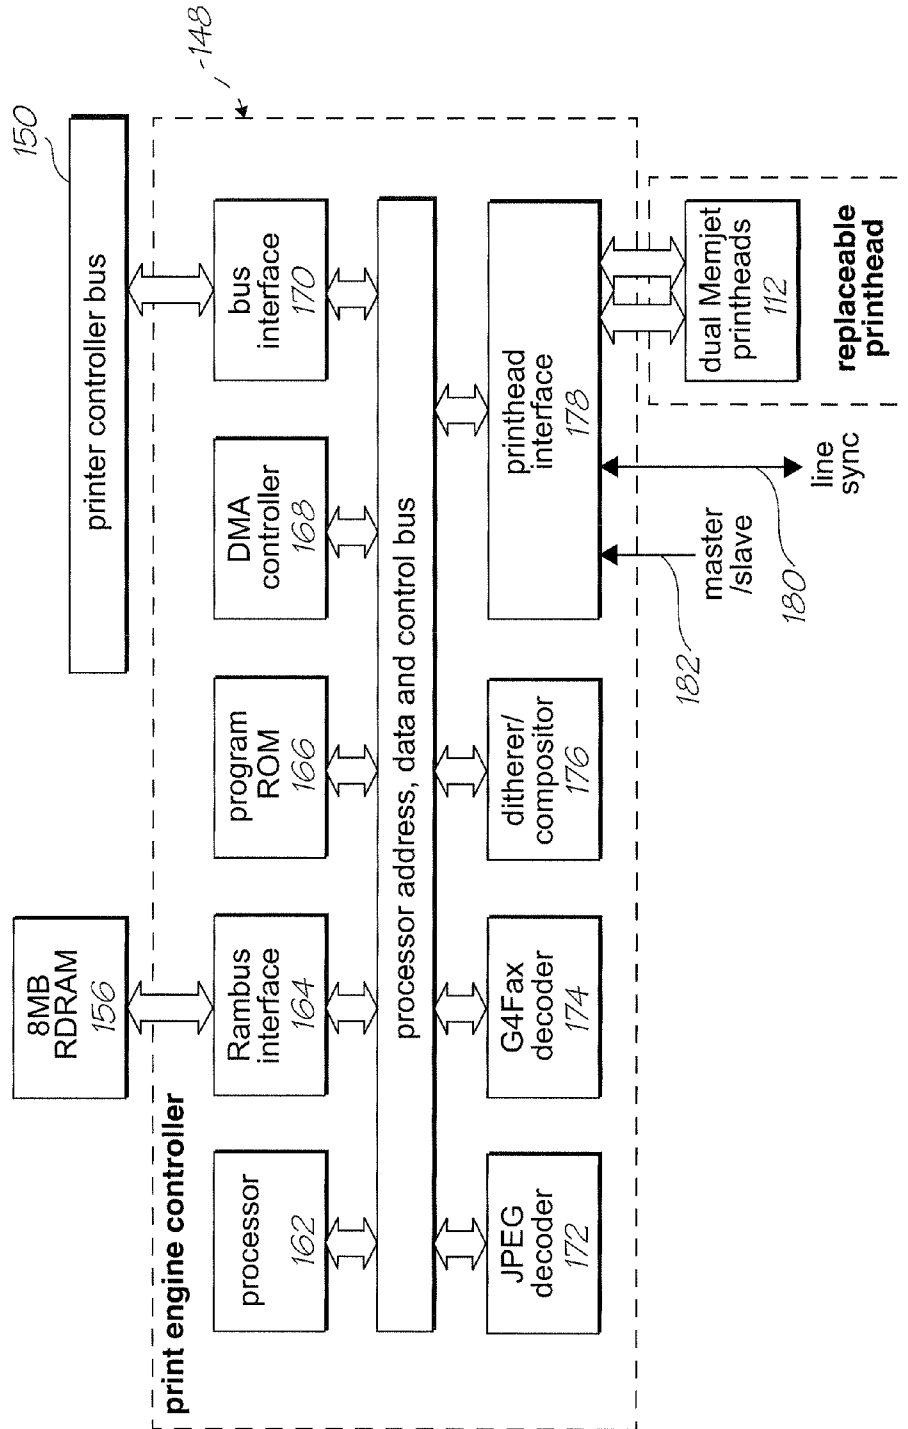 8MB
RDRAM
156
printer controller bus
150
148
print engine controller
processor
162
Rambus
interface
164
program
ROM
166
DMA
controller
168
bus
interface
170
processor address, data and control bus
JPEG
decoder
172
G4Fax
decoder
174
ditherer/
compositor
176
printhead
interface
178
182
master
/slave
180
line
sync
dual Memjet
printheads
112
replaceable
printhead